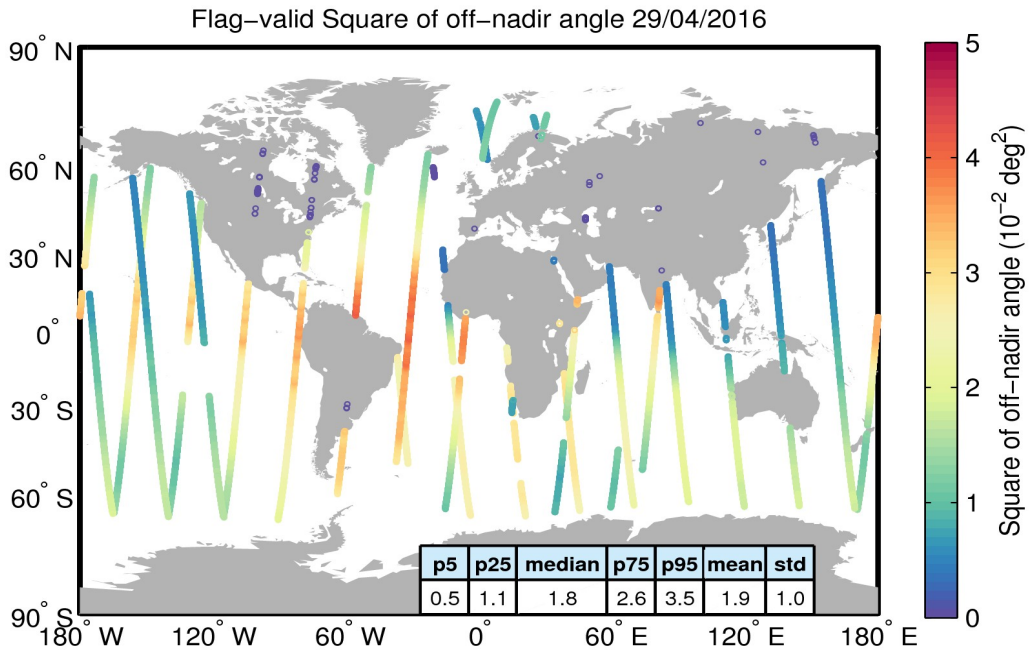 Flag−valid Square of off−nadir angle 29/04/2016
90° N
60° N
30° N
0°
30° S
60° S
90° S
180° W
120° W
60° W
0°
60° E
120° E
180° E
p5 p25 median p75 p95 mean std
0.5 1.1 1.8 2.6 3.5 1.9 1.0
5
4
3
2
1
0
Square of off−nadir angle (10⁻² deg²)